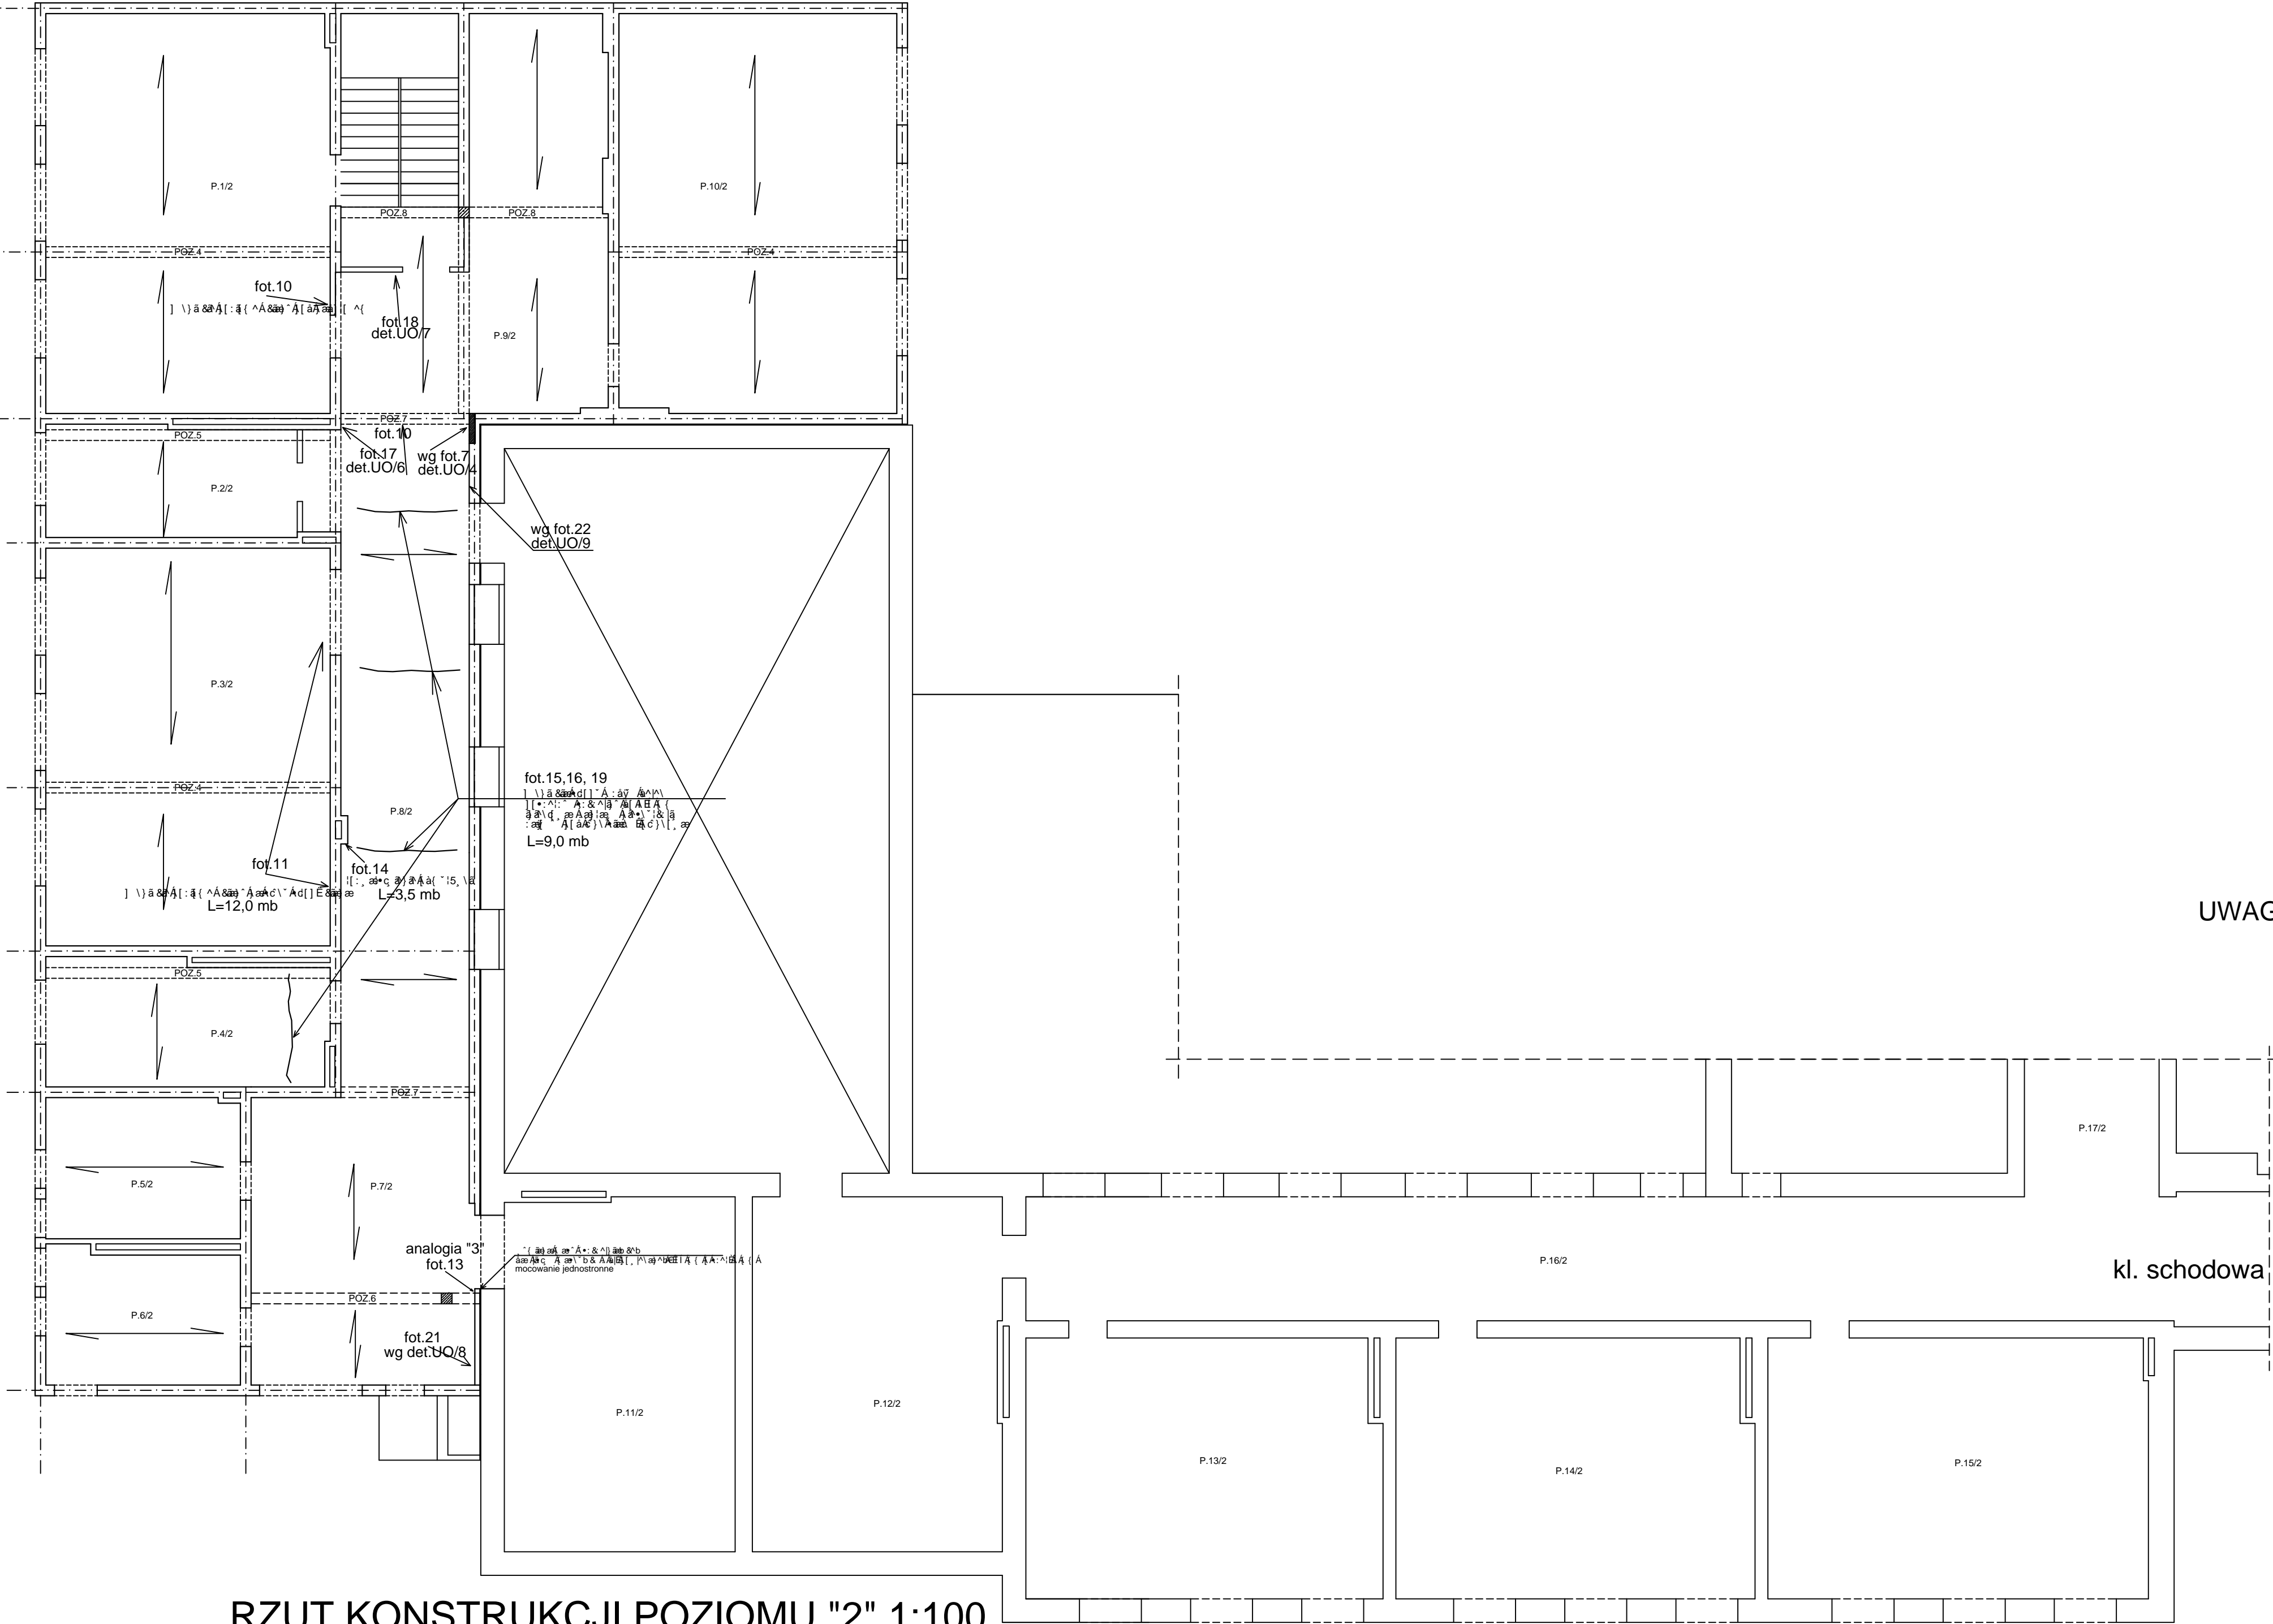 P.1/2
P.10/2
POZ.8
POZ.8
POZ.4
POZ.4
fot.10
fot.18
det.UO/7
P.9/2
POZ.7
POZ.5
fot.10
fot.17
det.UO/6
wg fot.7
det.UO/4
P.2/2
wg fot.22
det.UO/9
P.3/2
fot.15,16, 19
L=9,0 mb
POZ.4
P.8/2
fot.11
L=12,0 mb
fot.14
L=3,5 mb
UWAG
POZ.5
P.4/2
POZ.7
P.17/2
P.5/2
P.7/2
analogia "3"
fot.13
mocowanie jednostronne
P.16/2
kl. schodowa
POZ.6
P.6/2
fot.21
wg det.UO/8
P.11/2
P.12/2
P.13/2
P.14/2
P.15/2
RZUT KONSTRUKCJI POZIOMU "2" 1:100